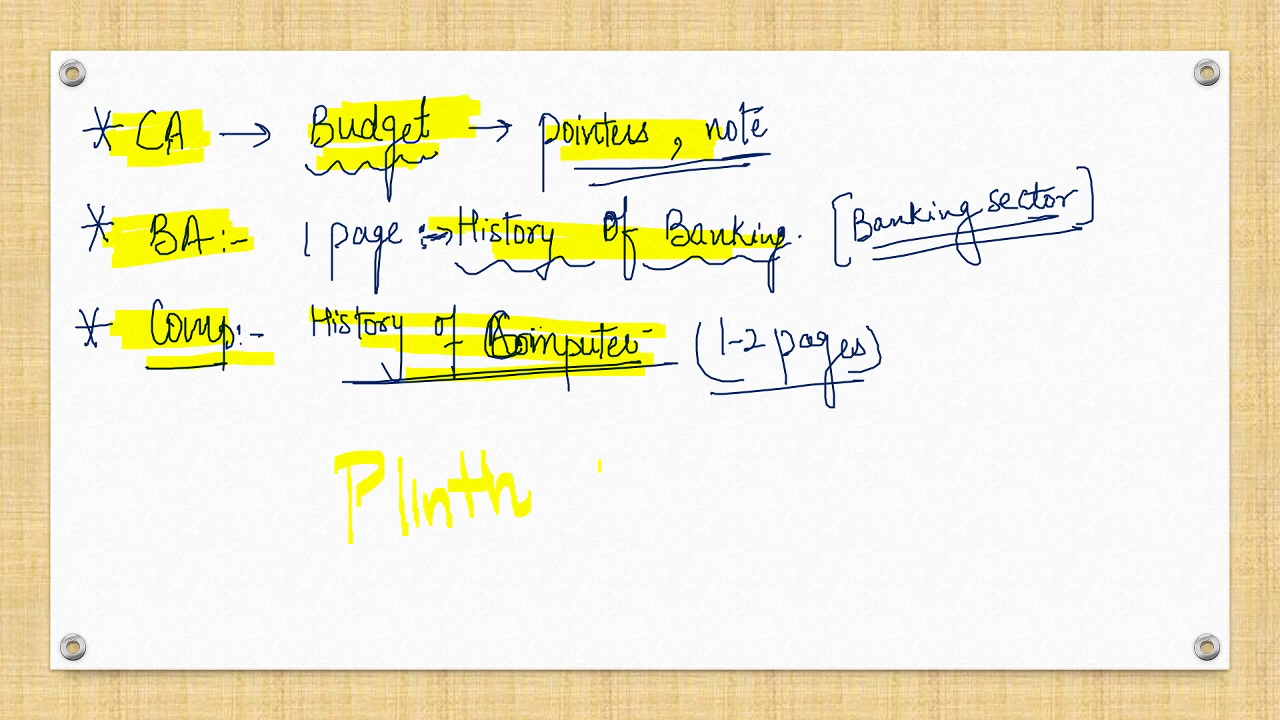 * CA → Budget → pointers, note
* BA:- 1 page :→ History Of Banking. [Banking sector]
* Comp:- History of Computer (1-2 pages)
Plinth